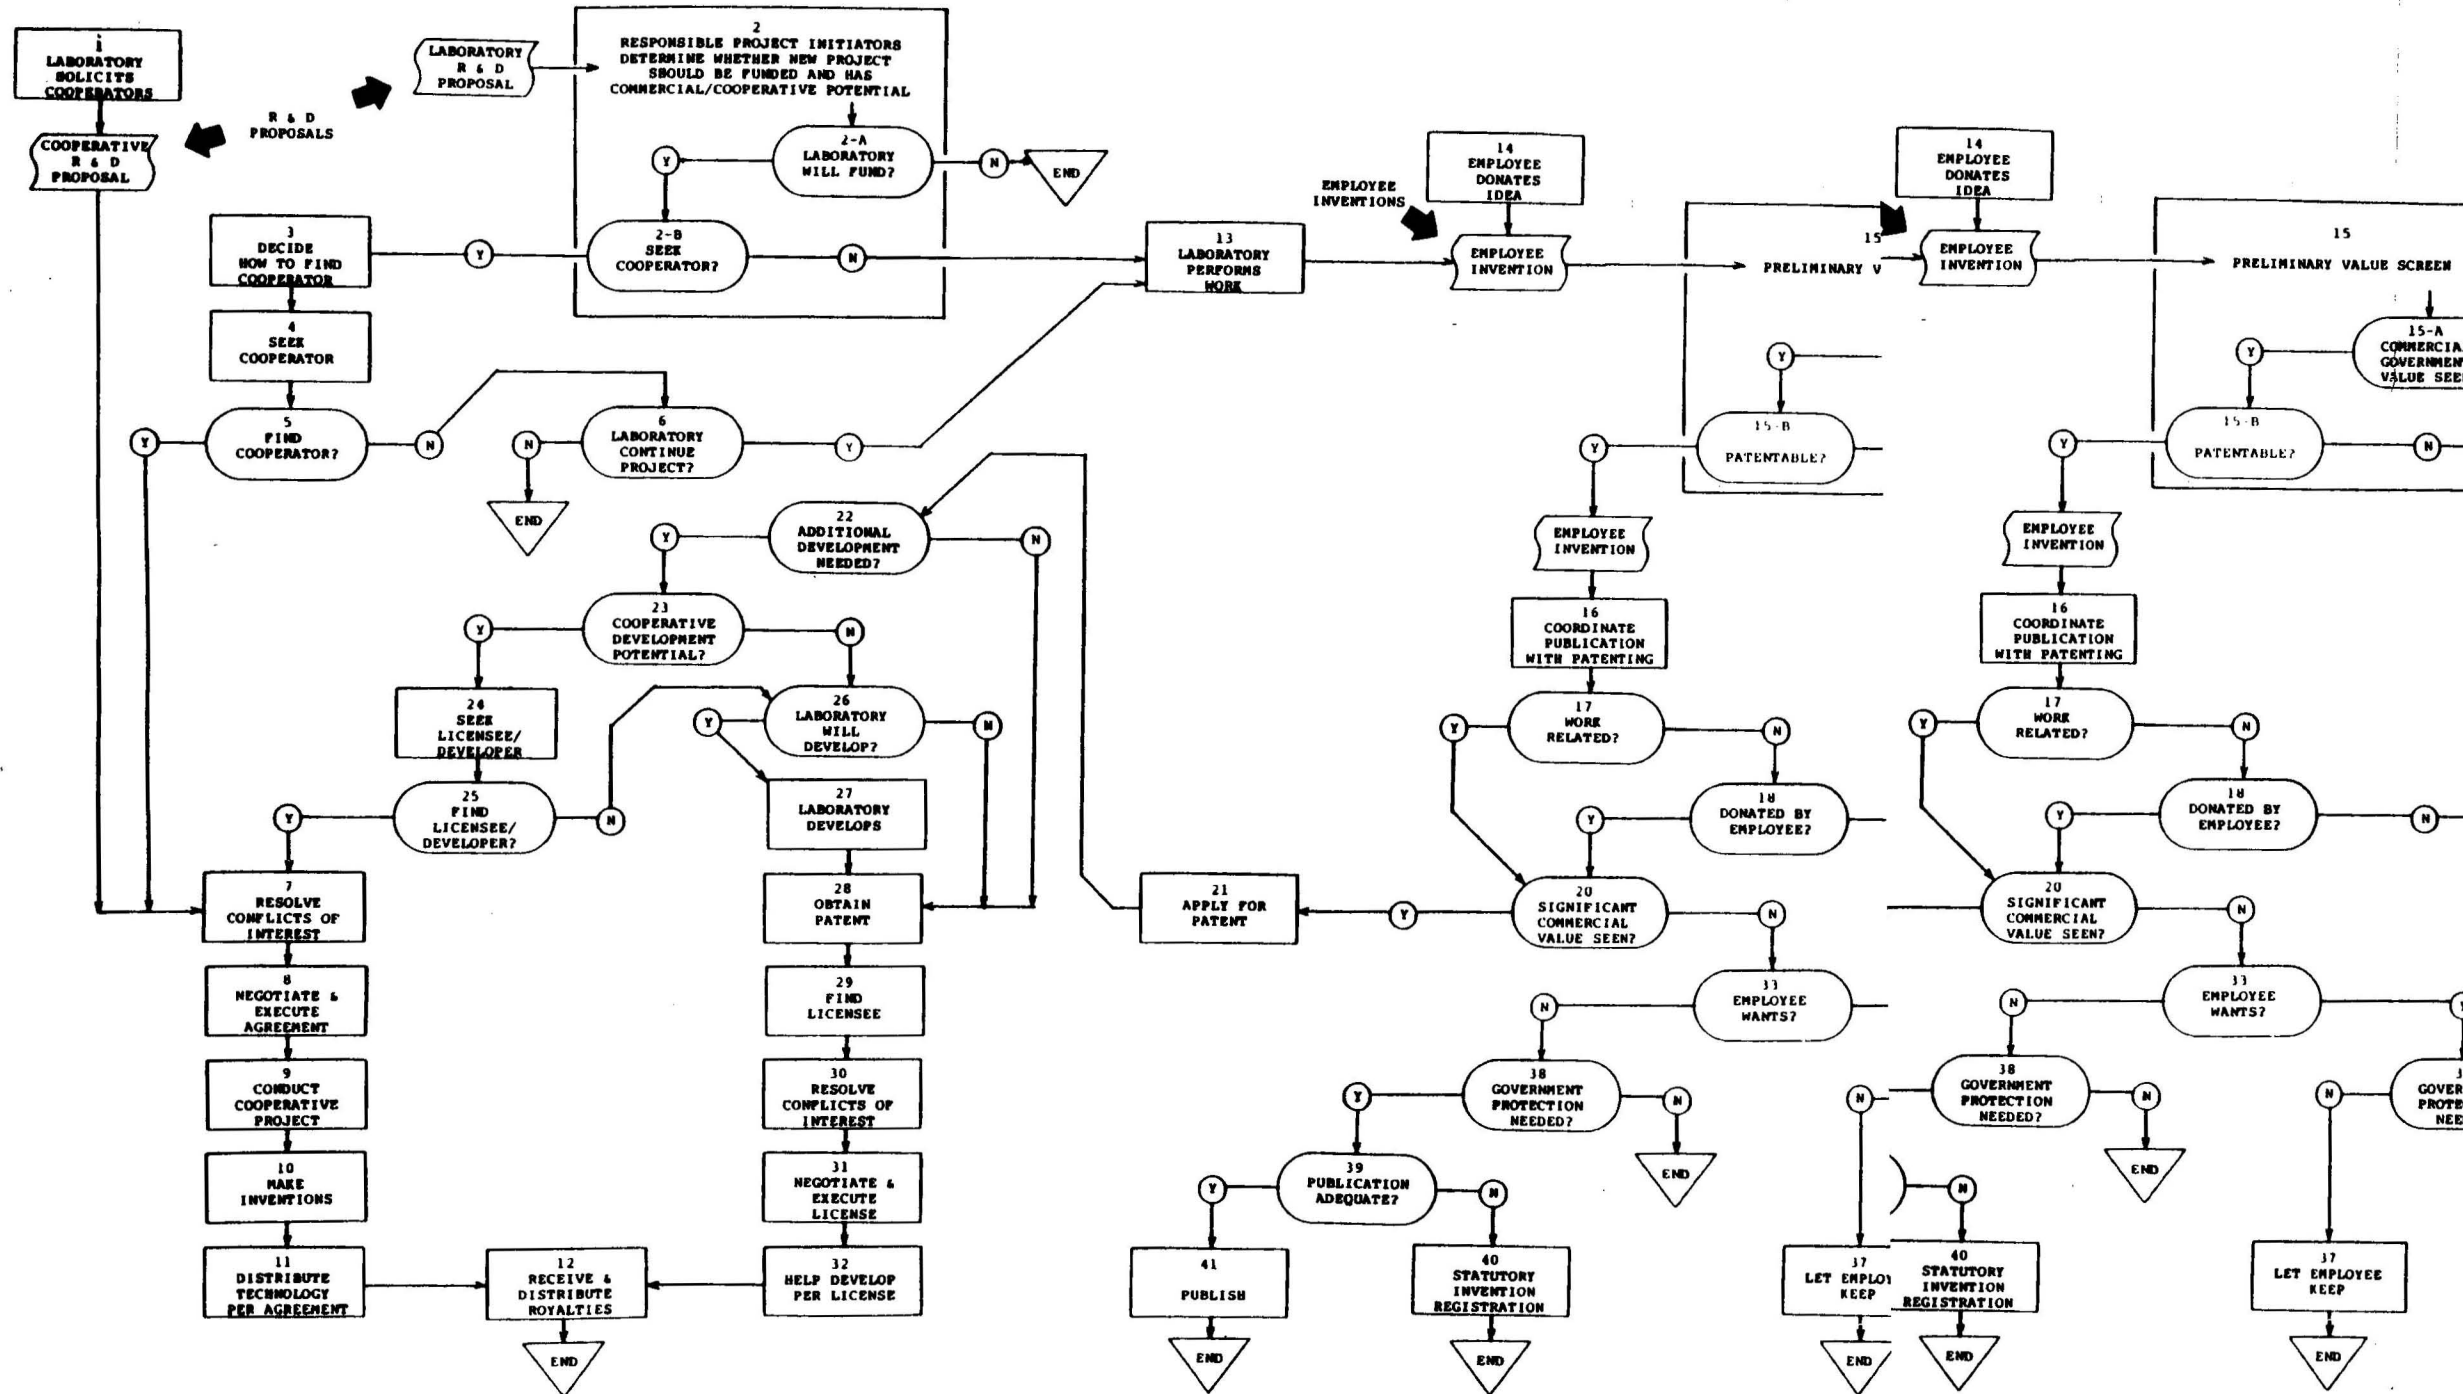 1
LABORATORY
SOLICITS
COOPERATORS
COOPERATIVE
R & D
PROPOSAL
R & D
PROPOSALS
LABORATORY
R & D
PROPOSAL
2
RESPONSIBLE PROJECT INITIATORS
DETERMINE WHETHER NEW PROJECT
SHOULD BE FUNDED AND HAS
COMMERCIAL/COOPERATIVE POTENTIAL
2-A
LABORATORY
WILL FUND?
Y
N
END
2-B
SEEK
COOPERATOR?
Y
N
3
DECIDE
HOW TO FIND
COOPERATOR
4
SEEK
COOPERATOR
5
FIND
COOPERATOR?
Y
N
6
LABORATORY
CONTINUE
PROJECT?
N
Y
END
22
ADDITIONAL
DEVELOPMENT
NEEDED?
Y
N
23
COOPERATIVE
DEVELOPMENT
POTENTIAL?
Y
N
24
SEEK
LICENSEE/
DEVELOPER
25
FIND
LICENSEE/
DEVELOPER?
Y
N
26
LABORATORY
WILL
DEVELOP?
Y
N
27
LABORATORY
DEVELOPS
7
RESOLVE
CONFLICTS OF
INTEREST
8
NEGOTIATE &
EXECUTE
AGREEMENT
9
CONDUCT
COOPERATIVE
PROJECT
10
MAKE
INVENTIONS
11
DISTRIBUTE
TECHNOLOGY
PER AGREEMENT
12
RECEIVE &
DISTRIBUTE
ROYALTIES
END
28
OBTAIN
PATENT
29
FIND
LICENSEE
30
RESOLVE
CONFLICTS OF
INTEREST
31
NEGOTIATE &
EXECUTE
LICENSE
32
HELP DEVELOP
PER LICENSE
13
LABORATORY
PERFORMS
WORK
EMPLOYEE
INVENTIONS
14
EMPLOYEE
DONATES
IDEA
EMPLOYEE
INVENTION
15
PRELIMINARY V
Y
15-B
PATENTABLE?
Y
EMPLOYEE
INVENTION
16
COORDINATE
PUBLICATION
WITH PATENTING
17
WORK
RELATED?
Y
N
18
DONATED BY
EMPLOYEE?
Y
20
SIGNIFICANT
COMMERCIAL
VALUE SEEN?
Y
N
21
APPLY FOR
PATENT
33
EMPLOYEE
WANTS?
N
38
GOVERNMENT
PROTECTION
NEEDED?
Y
N
END
39
PUBLICATION
ADEQUATE?
Y
N
41
PUBLISH
END
40
STATUTORY
INVENTION
REGISTRATION
END
N
37
LET EMPLOY
KEEP
END
14
EMPLOYEE
DONATES
IDEA
EMPLOYEE
INVENTION
15
PRELIMINARY VALUE SCREEN
15-A
COMMERCIA
GOVERNMEN
VALUE SEE
Y
15-B
PATENTABLE?
Y
N
EMPLOYEE
INVENTION
16
COORDINATE
PUBLICATION
WITH PATENTING
17
WORK
RELATED?
Y
N
18
DONATED BY
EMPLOYEE?
Y
N
20
SIGNIFICANT
COMMERCIAL
VALUE SEEN?
N
33
EMPLOYEE
WANTS?
N
38
GOVERNMENT
PROTECTION
NEEDED?
N
END
N
40
STATUTORY
INVENTION
REGISTRATION
END
GOVER
PROTE
NEE
N
37
LET EMPLOYEE
KEEP
END